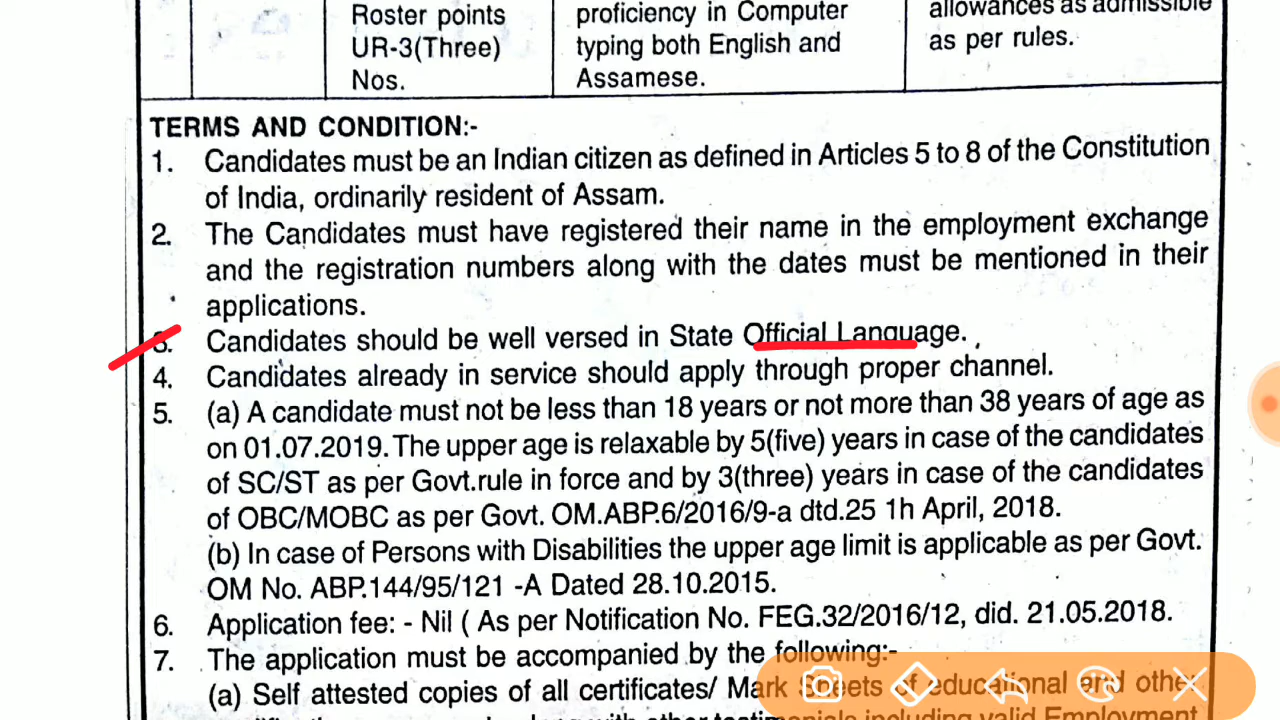 Roster points
UR-3(Three)
Nos.
proficiency in Computer
typing both English and
Assamese.
allowances as admissible
as per rules.
TERMS AND CONDITION:-
1. Candidates must be an Indian citizen as defined in Articles 5 to 8 of the Constitution
of India, ordinarily resident of Assam.
2. The Candidates must have registered their name in the employment exchange
and the registration numbers along with the dates must be mentioned in their
applications.
3. Candidates should be well versed in State Official Language.
4. Candidates already in service should apply through proper channel.
5. (a) A candidate must not be less than 18 years or not more than 38 years of age as
on 01.07.2019. The upper age is relaxable by 5(five) years in case of the candidates
of SC/ST as per Govt.rule in force and by 3(three) years in case of the candidates
of OBC/MOBC as per Govt. OM.ABP.6/2016/9-a dtd.25 1h April, 2018.
(b) In case of Persons with Disabilities the upper age limit is applicable as per Govt.
OM No. ABP.144/95/121 -A Dated 28.10.2015.
6. Application fee: - Nil ( As per Notification No. FEG.32/2016/12, did. 21.05.2018.
7. The application must be accompanied by the following:-
(a) Self attested copies of all certificates/ Mark Sheets of educational and other
along with other testimonials including valid Employment